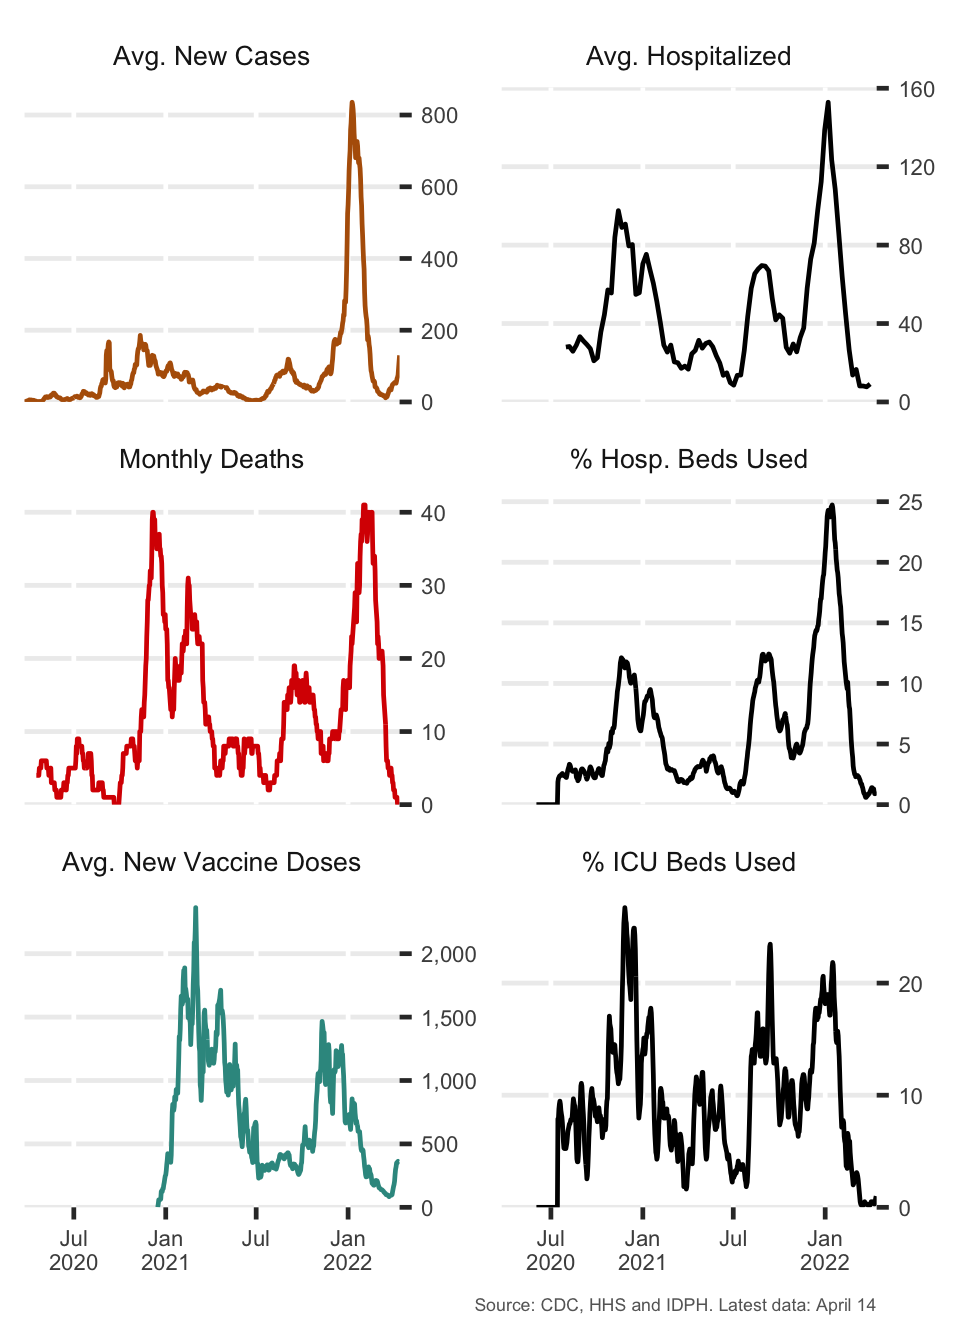 Avg. New Cases
800
600
400
200
0
Avg. Hospitalized
160
120
80
40
0
Monthly Deaths
40
30
20
10
0
% Hosp. Beds Used
25
20
15
10
5
0
Avg. New Vaccine Doses
2,000
1,500
1,000
500
0
Jul
2020
Jan
2021
Jul
Jan
2022
% ICU Beds Used
20
10
0
Jul
2020
Jan
2021
Jul
Jan
2022
Source: CDC, HHS and IDPH. Latest data: April 14